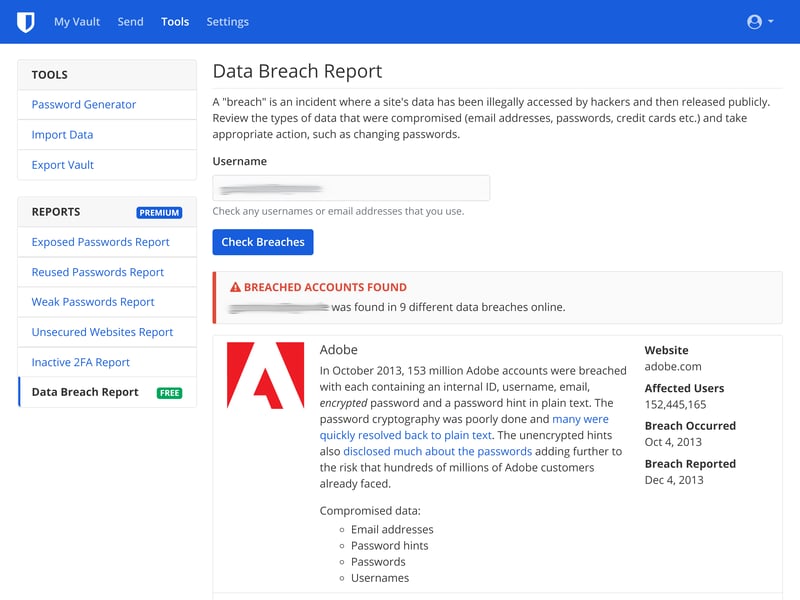 My Vault Send Tools Settings
TOOLS
Password Generator
Import Data
Export Vault
REPORTS PREMIUM
Exposed Passwords Report
Reused Passwords Report
Weak Passwords Report
Unsecured Websites Report
Inactive 2FA Report
Data Breach Report FREE
Data Breach Report
A "breach" is an incident where a site's data has been illegally accessed by hackers and then released publicly.
Review the types of data that were compromised (email addresses, passwords, credit cards etc.) and take
appropriate action, such as changing passwords.
Username
Check any usernames or email addresses that you use.
Check Breaches
BREACHED ACCOUNTS FOUND
was found in 9 different data breaches online.
Adobe
In October 2013, 153 million Adobe accounts were breached
with each containing an internal ID, username, email,
encrypted password and a password hint in plain text. The
password cryptography was poorly done and many were
quickly resolved back to plain text. The unencrypted hints
also disclosed much about the passwords adding further to
the risk that hundreds of millions of Adobe customers
already faced.
Compromised data:
Email addresses
Password hints
Passwords
Usernames
Website
adobe.com
Affected Users
152,445,165
Breach Occurred
Oct 4, 2013
Breach Reported
Dec 4, 2013